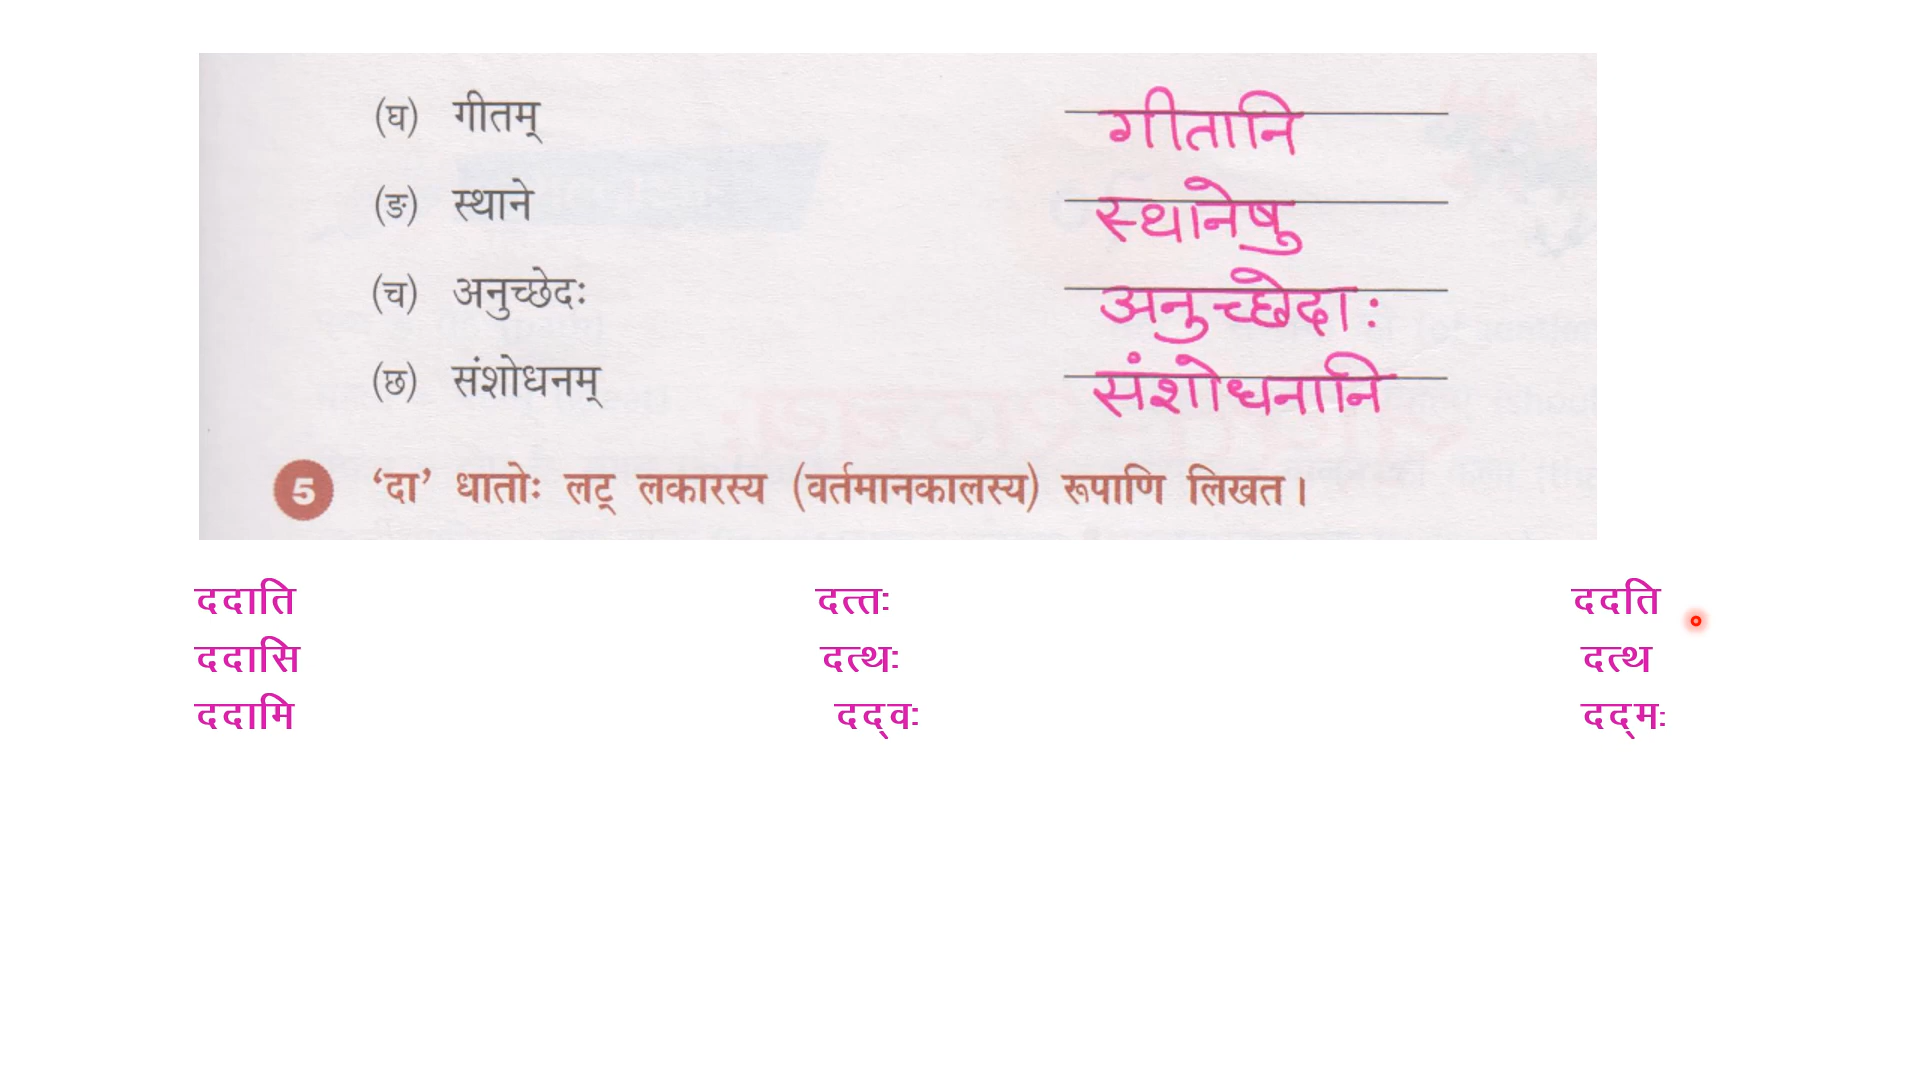 (घ) गीतम् गीतानि
(ङ) स्थाने स्थानेषु
(च) अनुच्छेदः अनुच्छेदाः
(छ) संशोधनम् संशोधनानि
5 ‘दा’ धातोः लट् लकारस्य (वर्तमानकालस्य) रूपाणि लिखत।
ददाति दत्तः ददति
ददासि दत्थः दत्थ
ददामि दद्वः दद्मः